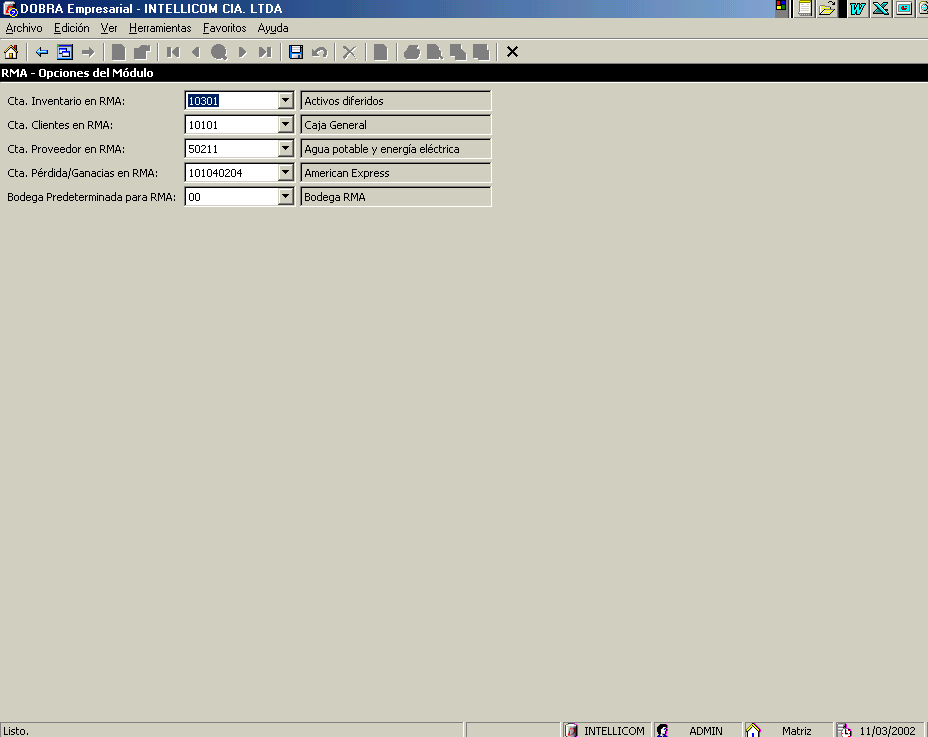 DOBRA Empresarial - INTELLICOM CIA. LTDA
Archivo Edición Ver Herramientas Favoritos Ayuda
RMA - Opciones del Módulo
Cta. Inventario en RMA: 10301 Activos diferidos
Cta. Clientes en RMA: 10101 Caja General
Cta. Proveedor en RMA: 50211 Agua potable y energía eléctrica
Cta. Pérdida/Ganacias en RMA: 101040204 American Express
Bodega Predeterminada para RMA: 00 Bodega RMA
Listo. INTELLICOM ADMIN Matriz 11/03/2002